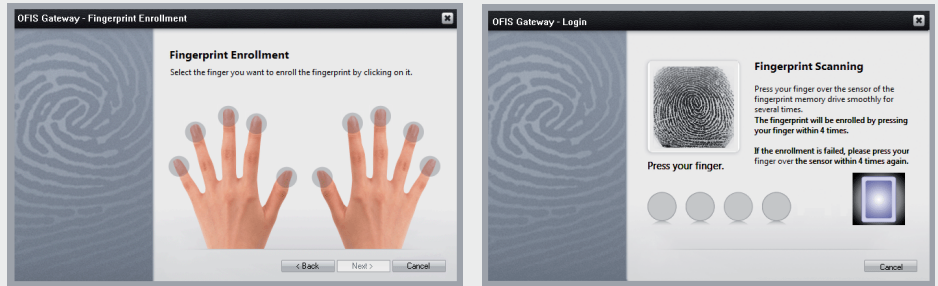 OFIS Gateway - Fingerprint Enrollment
Fingerprint Enrollment
Select the finger you want to enroll the fingerprint by clicking on it.
< Back
Next >
Cancel
OFIS Gateway - Login
Fingerprint Scanning
Press your finger over the sensor of the
fingerprint memory drive smoothly for
several times.
The fingerprint will be enrolled by pressing
your finger within 4 times.
If the enrollment is failed, please press your
finger over the sensor within 4 times again.
Press your finger.
Cancel